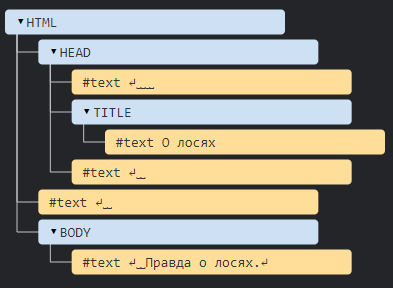 ▾ HTML
▾ HEAD
#text ↵␣␣␣␣
▾ TITLE
#text О лосях
#text ↵␣␣
#text ↵␣␣
▾ BODY
#text ↵␣␣Правда о лосях.↵